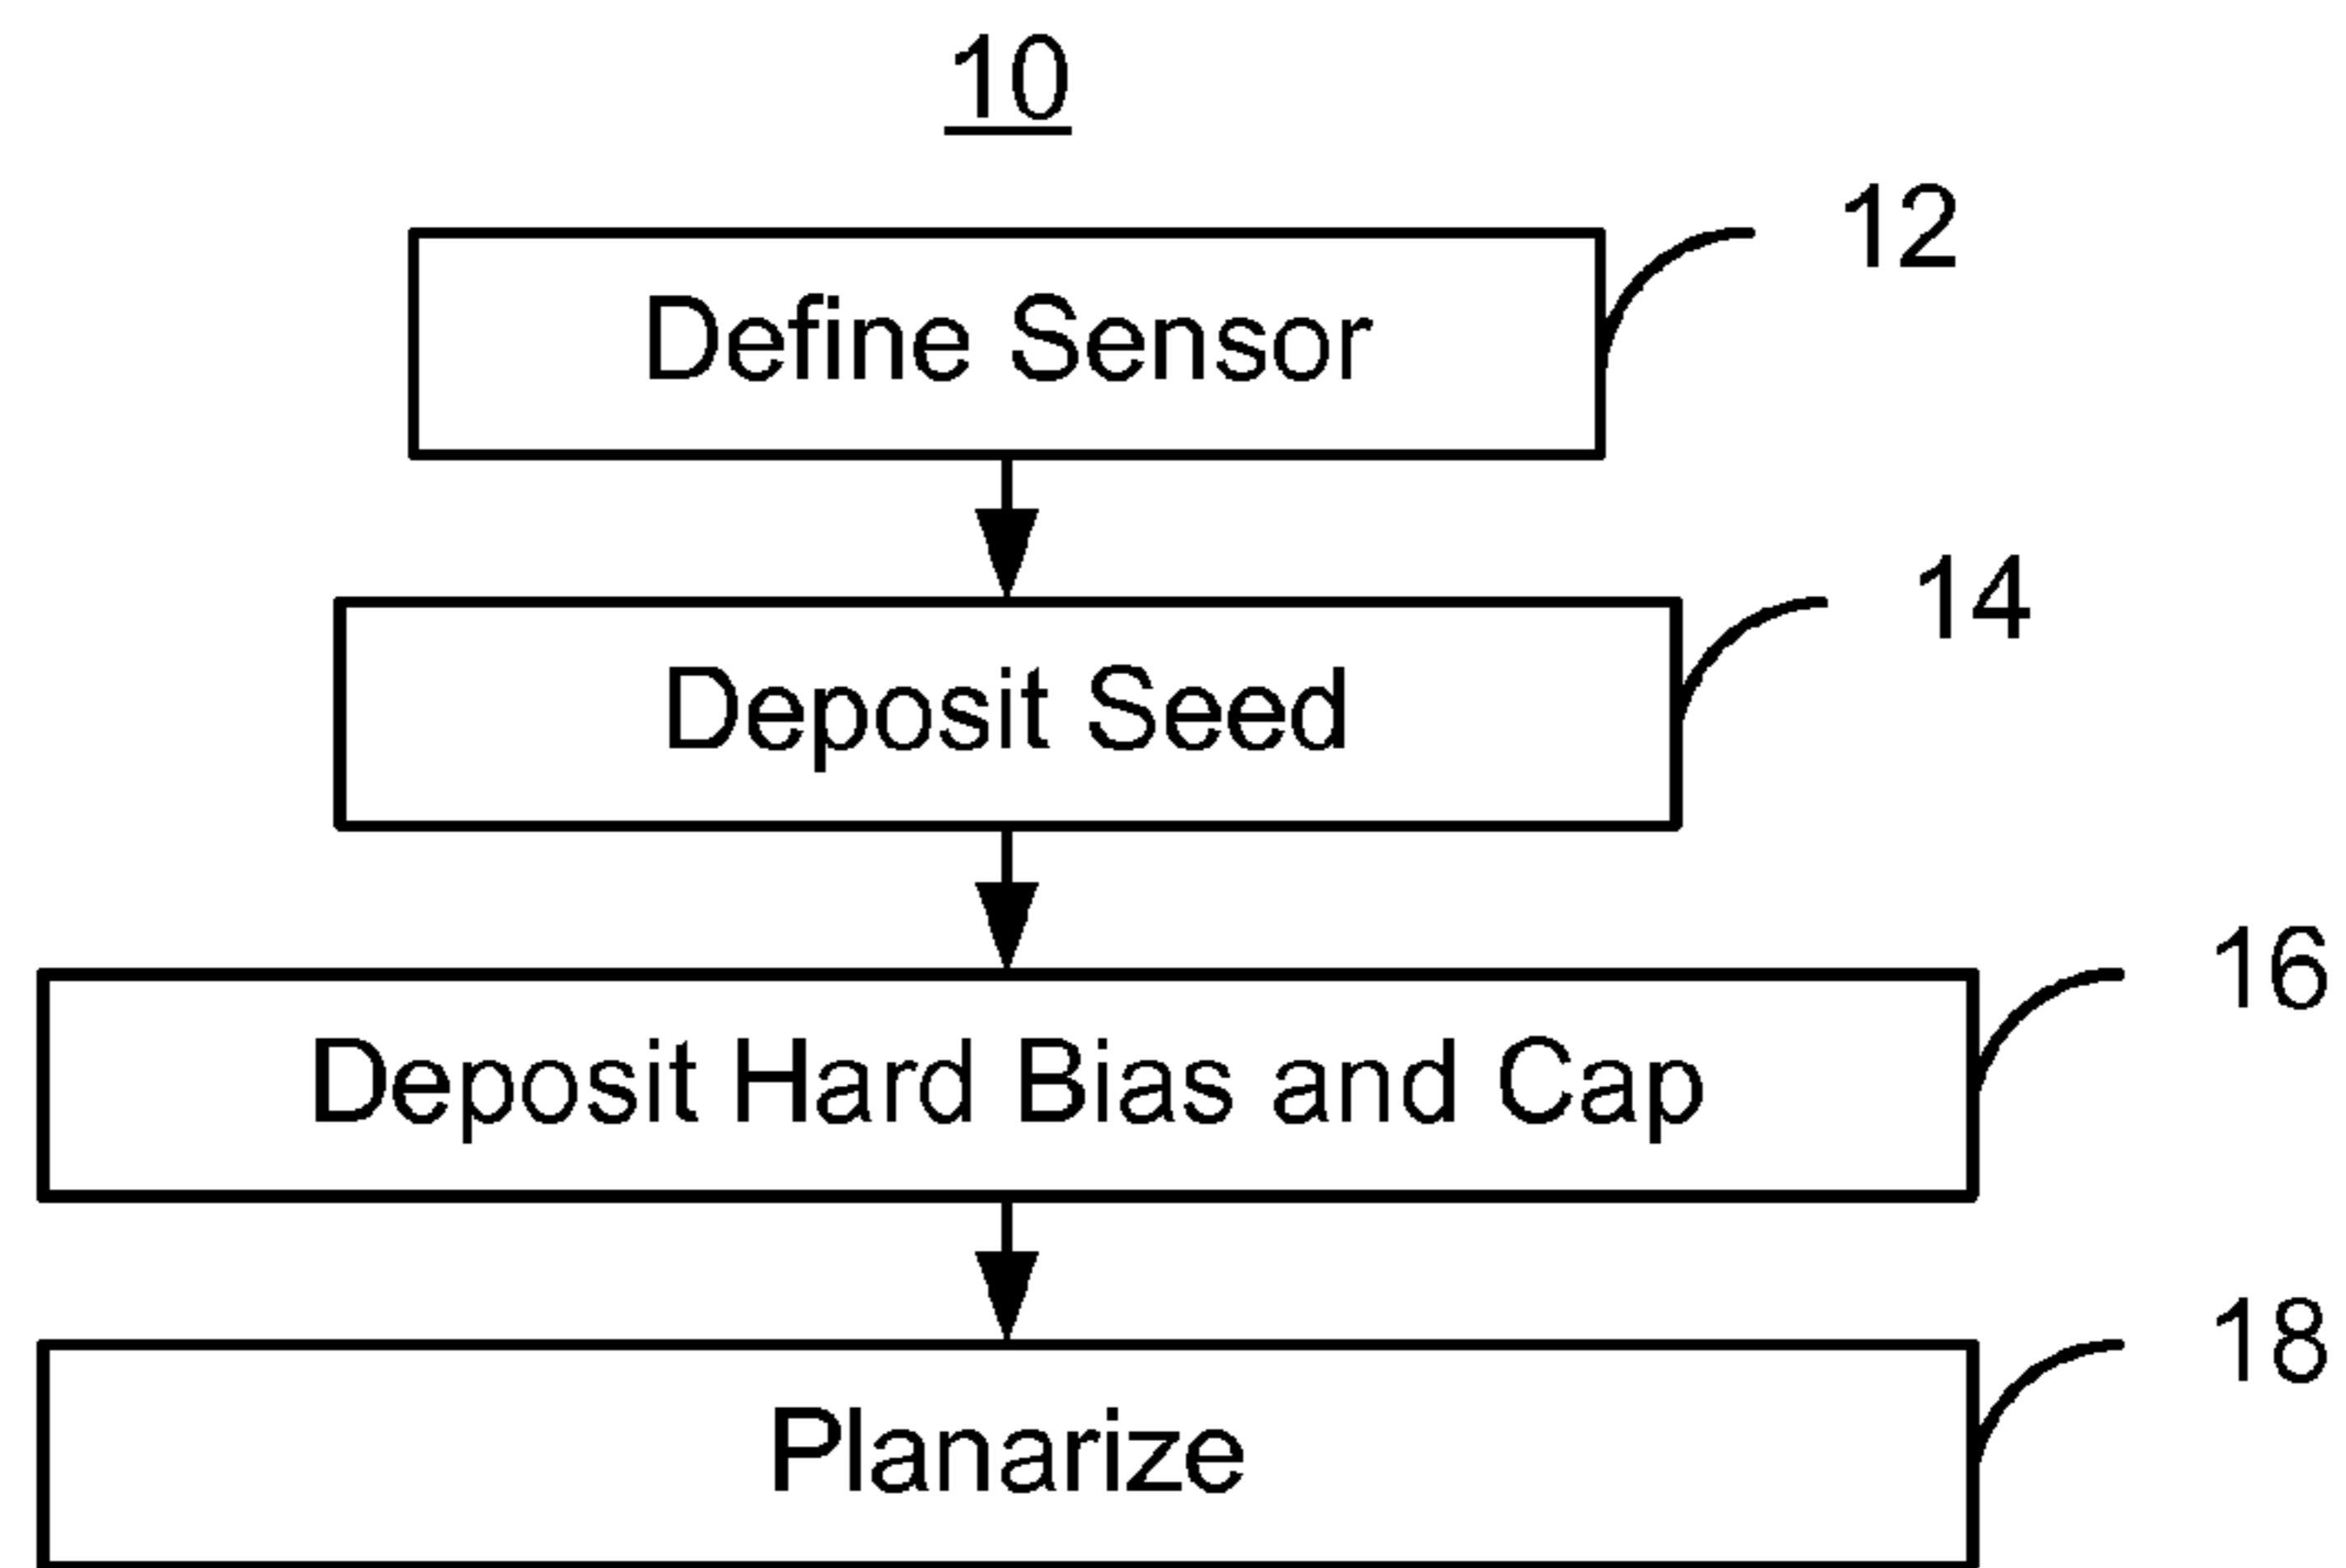 10
12
Define Sensor
14
Deposit Seed
16
Deposit Hard Bias and Cap
18
Planarize